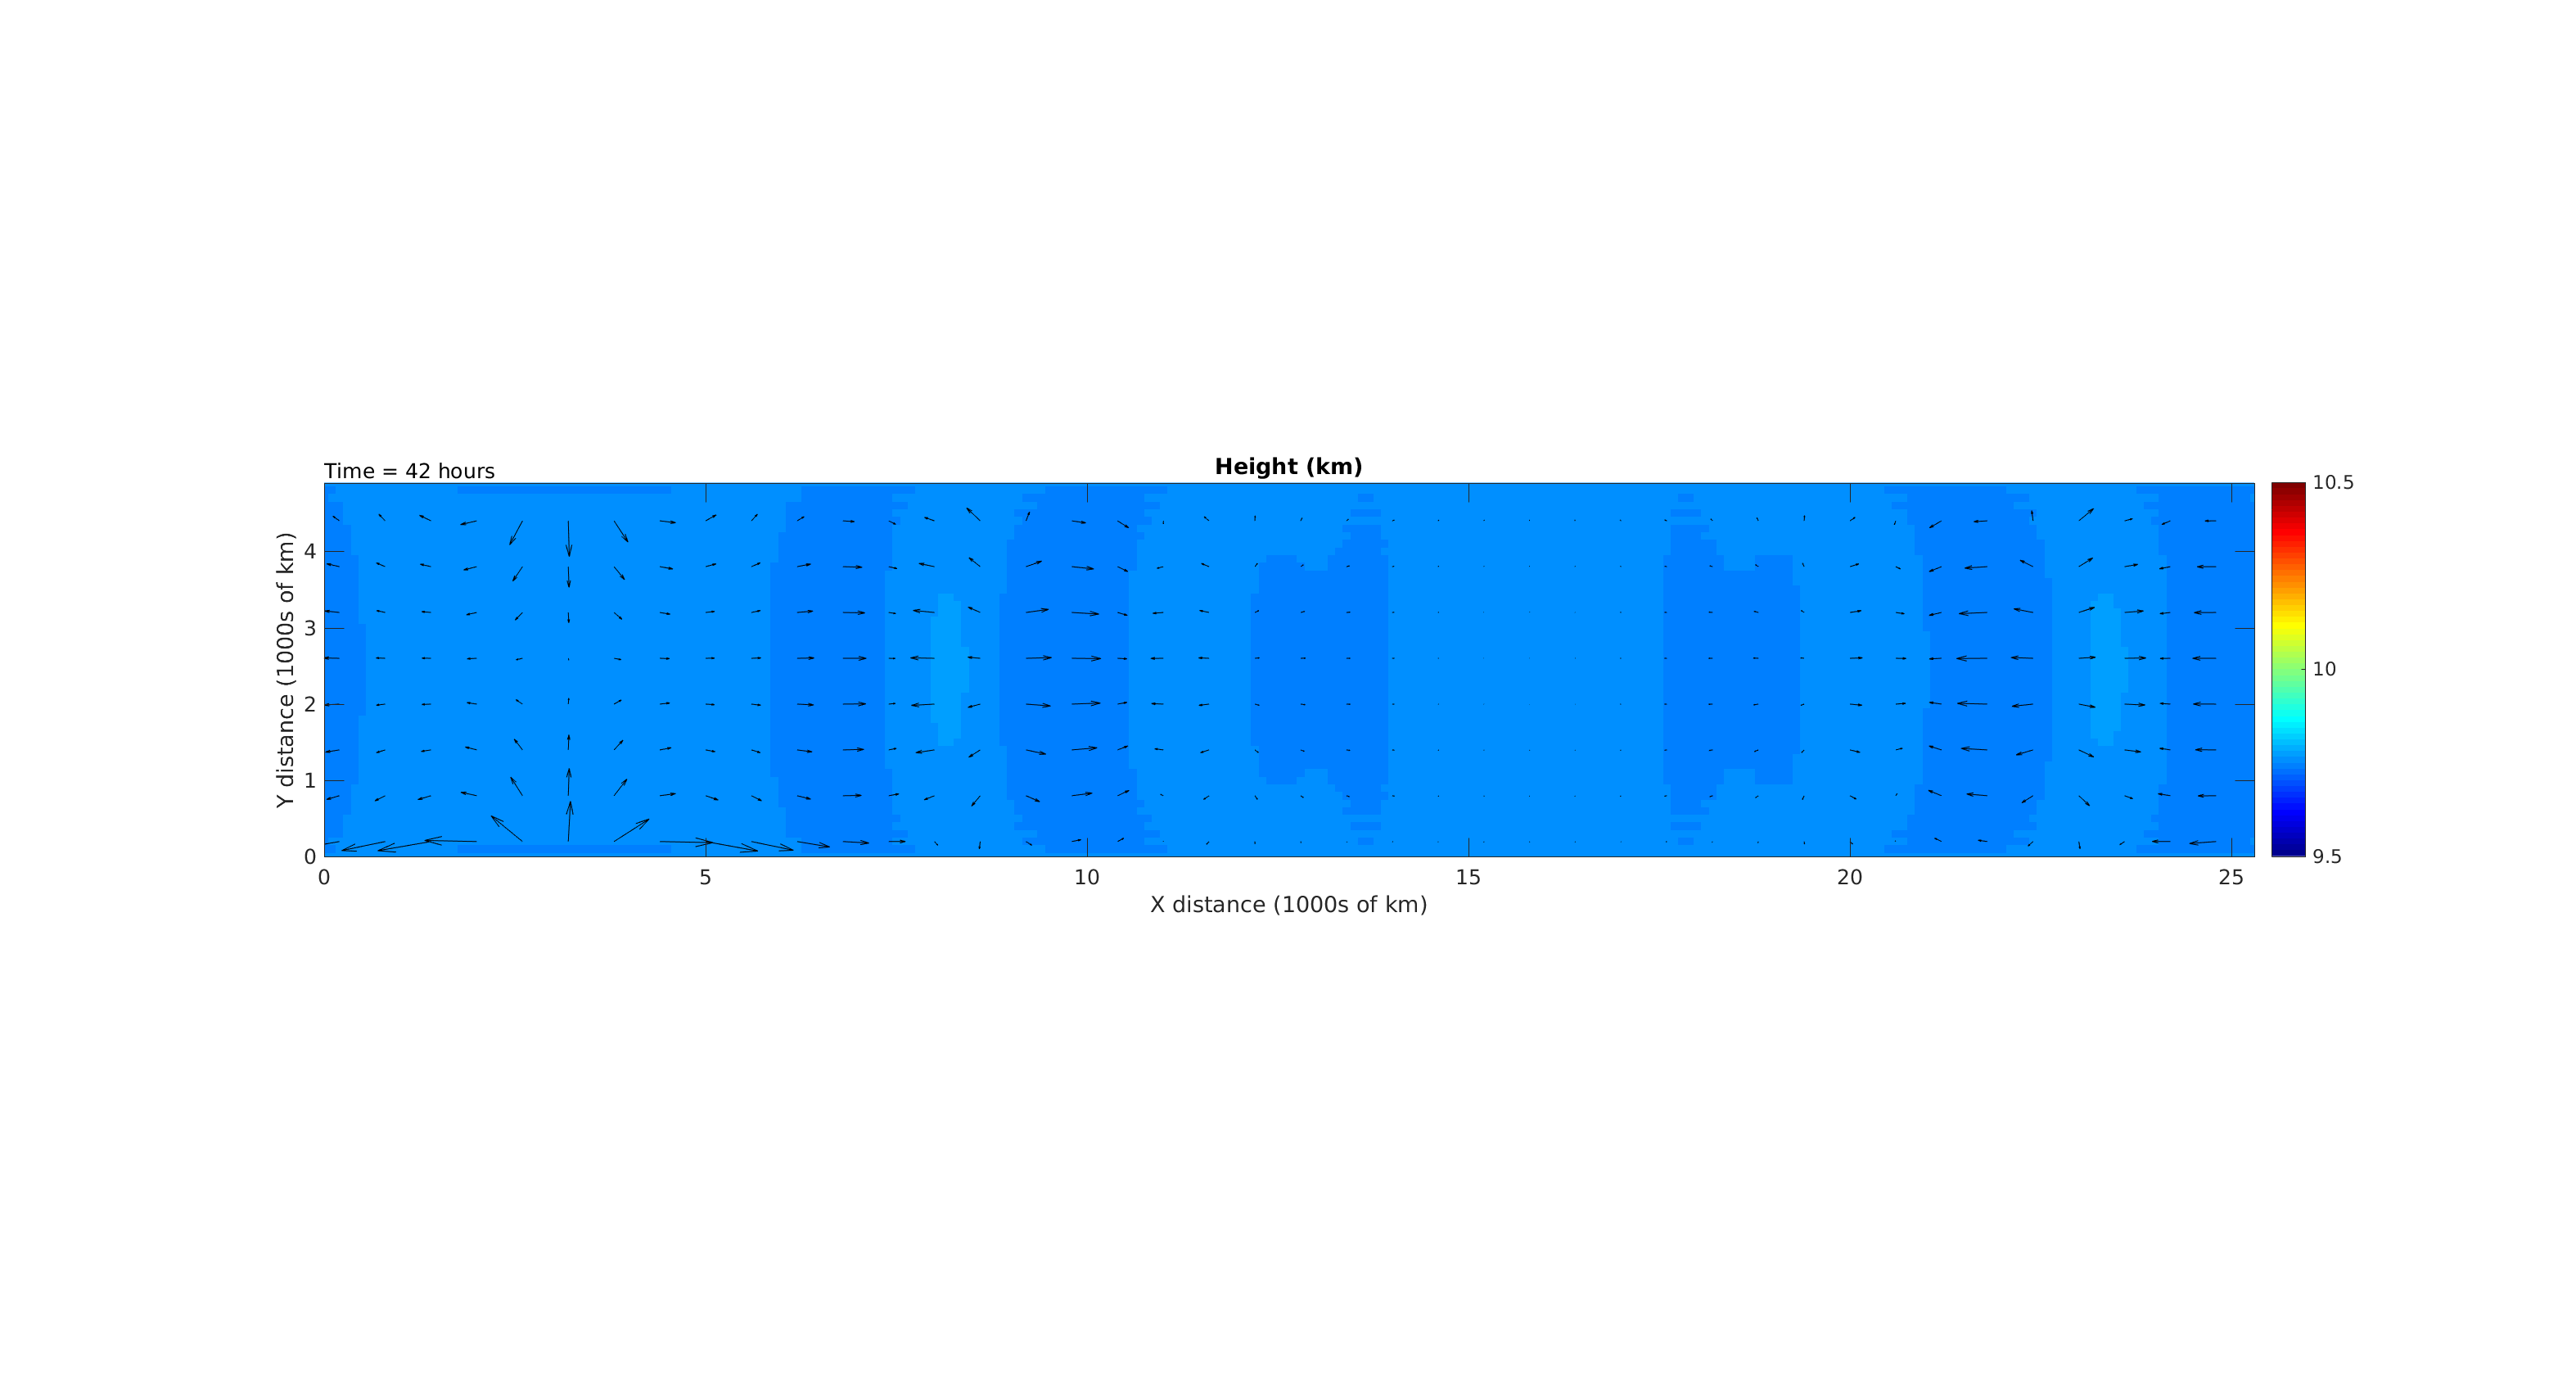 Time = 42 hours
Height (km)
10.5
10
9.5
Y distance (1000s of km)
4
3
2
1
0
0 5 10 15 20 25
X distance (1000s of km)